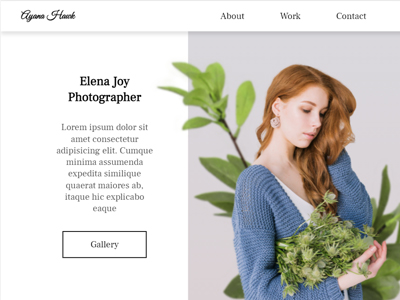 Ayana Hawk
About
Work
Contact
Elena Joy
Photographer
Lorem ipsum dolor sit
amet consectetur
adipisicing elit. Cumque
minima assumenda
expedita similique
quaerat maiores ab,
itaque hic explicabo
eaque
Gallery